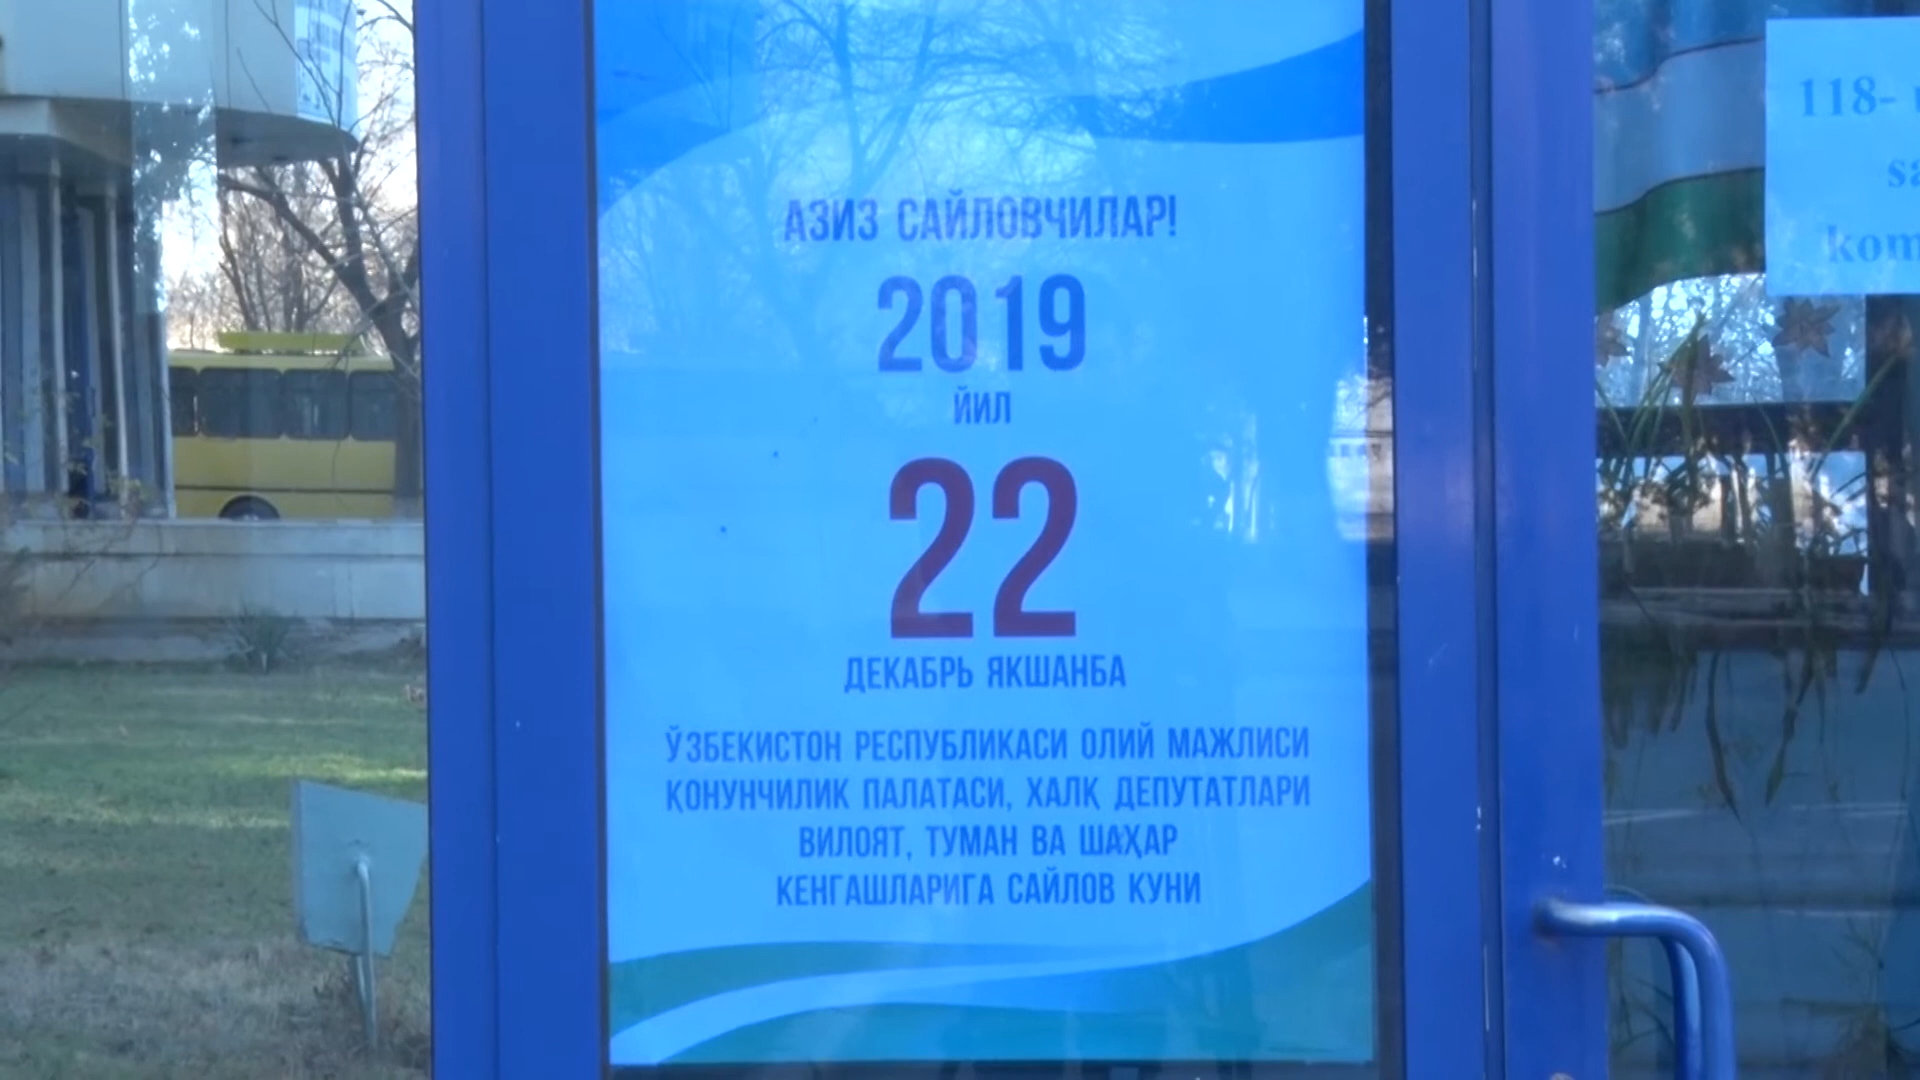 АЗИЗ САЙЛОВЧИЛАР!
2019
ЙИЛ
22
ДЕКАБРЬ ЯКШАНБА
ЎЗБЕКИСТОН РЕСПУБЛИКАСИ ОЛИЙ МАЖЛИСИ
ҚОНУНЧИЛИК ПАЛАТАСИ, ХАЛҚ ДЕПУТАТЛАРИ
ВИЛОЯТ, ТУМАН ВА ШАҲАР
КЕНГАШЛАРИГА САЙЛОВ КУНИ
118-